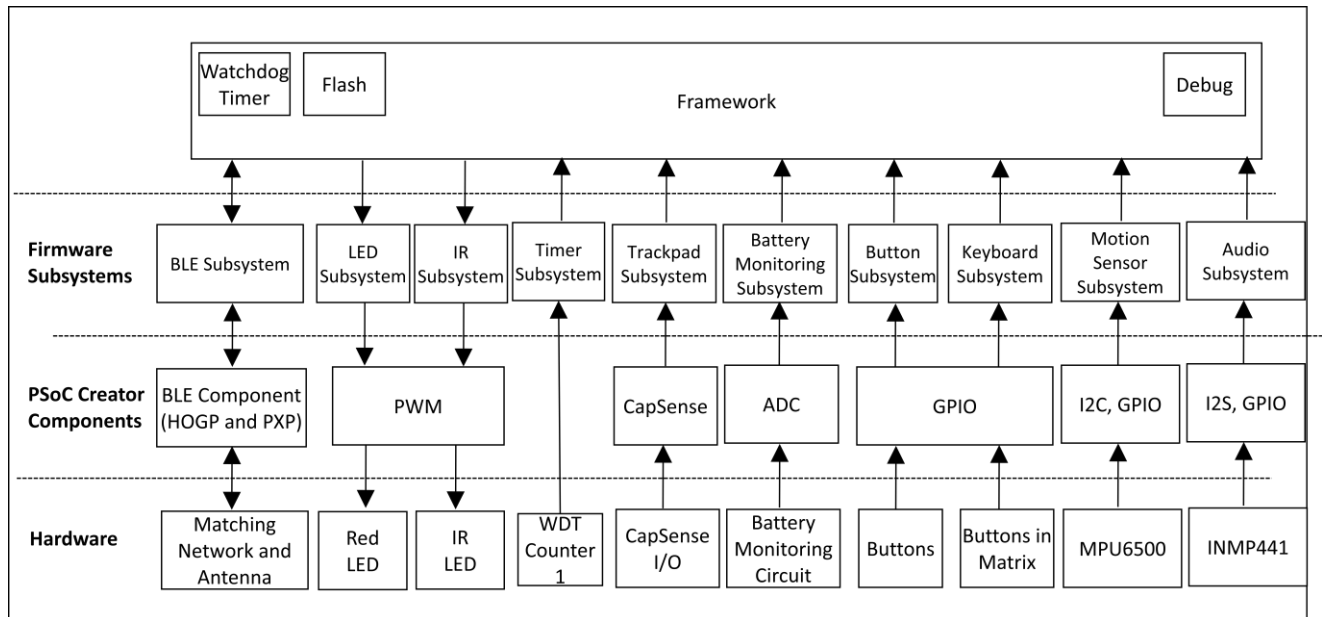 Watchdog
Timer
Flash
Framework
Debug
Firmware
Subsystems
BLE Subsystem
LED
Subsystem
IR
Subsystem
Timer
Subsystem
Trackpad
Subsystem
Battery
Monitoring
Subsystem
Button
Subsystem
Keyboard
Subsystem
Motion
Sensor
Subsystem
Audio
Subsystem
PSoC Creator
Components
BLE Component
(HOGP and PXP)
PWM
CapSense
ADC
GPIO
I2C, GPIO
I2S, GPIO
Hardware
Matching
Network and
Antenna
Red
LED
IR
LED
WDT
Counter
1
CapSense
I/O
Battery
Monitoring
Circuit
Buttons
Buttons in
Matrix
MPU6500
INMP441